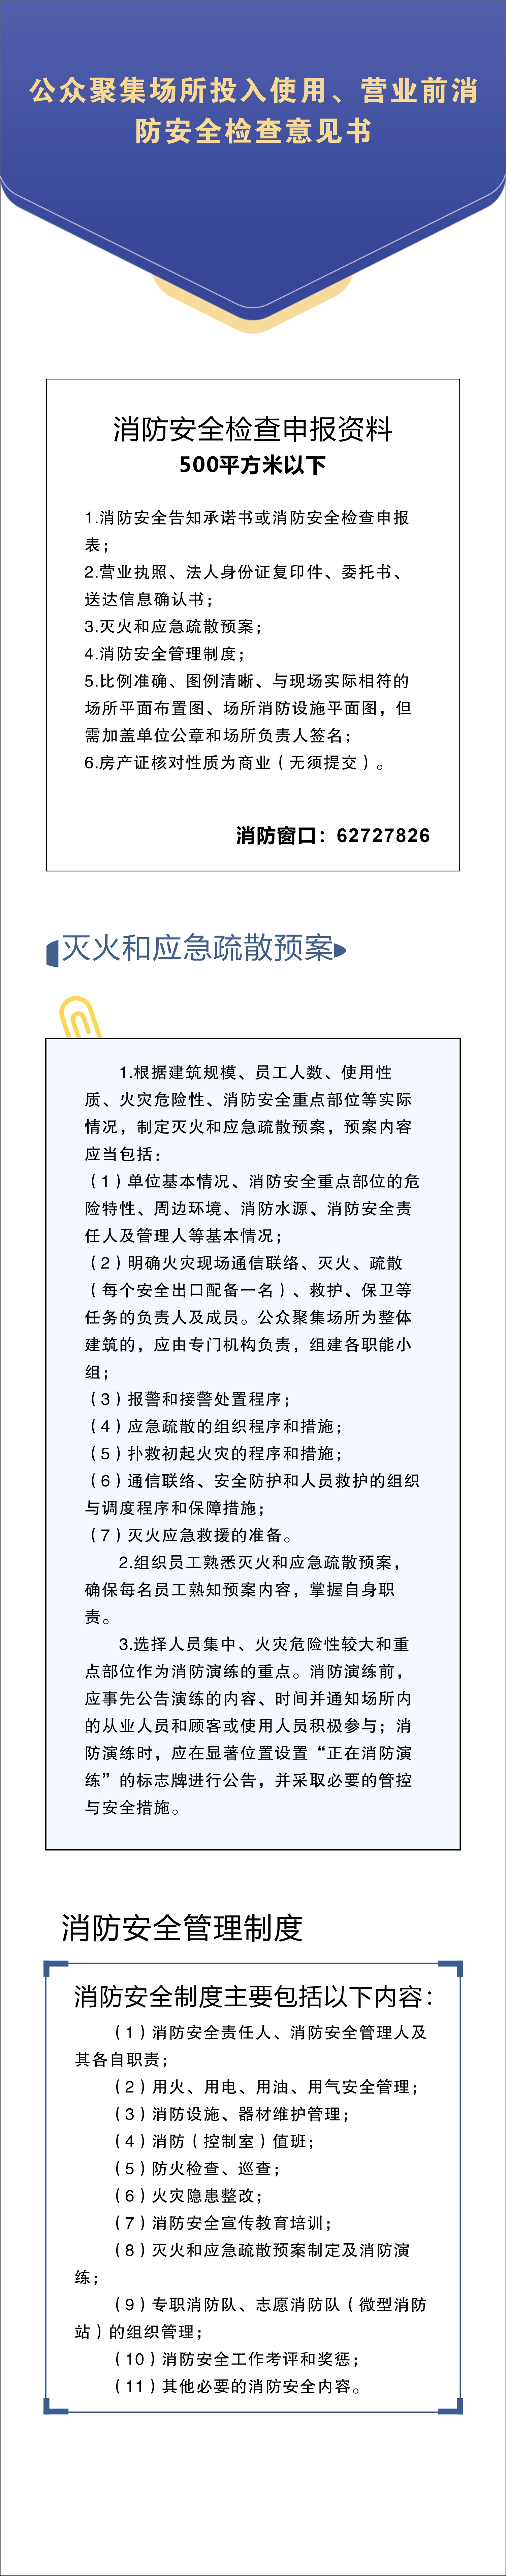 公众聚集场所投入使用、营业前消
防安全检查意见书
消防安全检查申报资料
500平方米以下
1.消防安全告知承诺书或消防安全检查申报
表；
2.营业执照、法人身份证复印件、委托书、
送达信息确认书；
3.灭火和应急疏散预案；
4.消防安全管理制度；
5.比例准确、图例清晰、与现场实际相符的
场所平面布置图、场所消防设施平面图，但
需加盖单位公章和场所负责人签名；
6.房产证核对性质为商业（无须提交）。
消防窗口：62727826
灭火和应急疏散预案
1.根据建筑规模、员工人数、使用性
质、火灾危险性、消防安全重点部位等实际
情况，制定灭火和应急疏散预案，预案内容
应当包括：
（1）单位基本情况、消防安全重点部位的危
险特性、周边环境、消防水源、消防安全责
任人及管理人等基本情况；
（2）明确火灾现场通信联络、灭火、疏散
（每个安全出口配备一名）、救护、保卫等
任务的负责人及成员。公众聚集场所为整体
建筑的，应由专门机构负责，组建各职能小
组；
（3）报警和接警处置程序；
（4）应急疏散的组织程序和措施；
（5）扑救初起火灾的程序和措施；
（6）通信联络、安全防护和人员救护的组织
与调度程序和保障措施；
（7）灭火应急救援的准备。
2.组织员工熟悉灭火和应急疏散预案，
确保每名员工熟知预案内容，掌握自身职
责。
3.选择人员集中、火灾危险性较大和重
点部位作为消防演练的重点。消防演练前，
应事先公告演练的内容、时间并通知场所内
的从业人员和顾客或使用人员积极参与；消
防演练时，应在显著位置设置“正在消防演
练”的标志牌进行公告，并采取必要的管控
与安全措施。
消防安全管理制度
消防安全制度主要包括以下内容：
（1）消防安全责任人、消防安全管理人及
其各自职责；
（2）用火、用电、用油、用气安全管理；
（3）消防设施、器材维护管理；
（4）消防（控制室）值班；
（5）防火检查、巡查；
（6）火灾隐患整改；
（7）消防安全宣传教育培训；
（8）灭火和应急疏散预案制定及消防演
练；
（9）专职消防队、志愿消防队（微型消防
站）的组织管理；
（10）消防安全工作考评和奖惩；
（11）其他必要的消防安全内容。